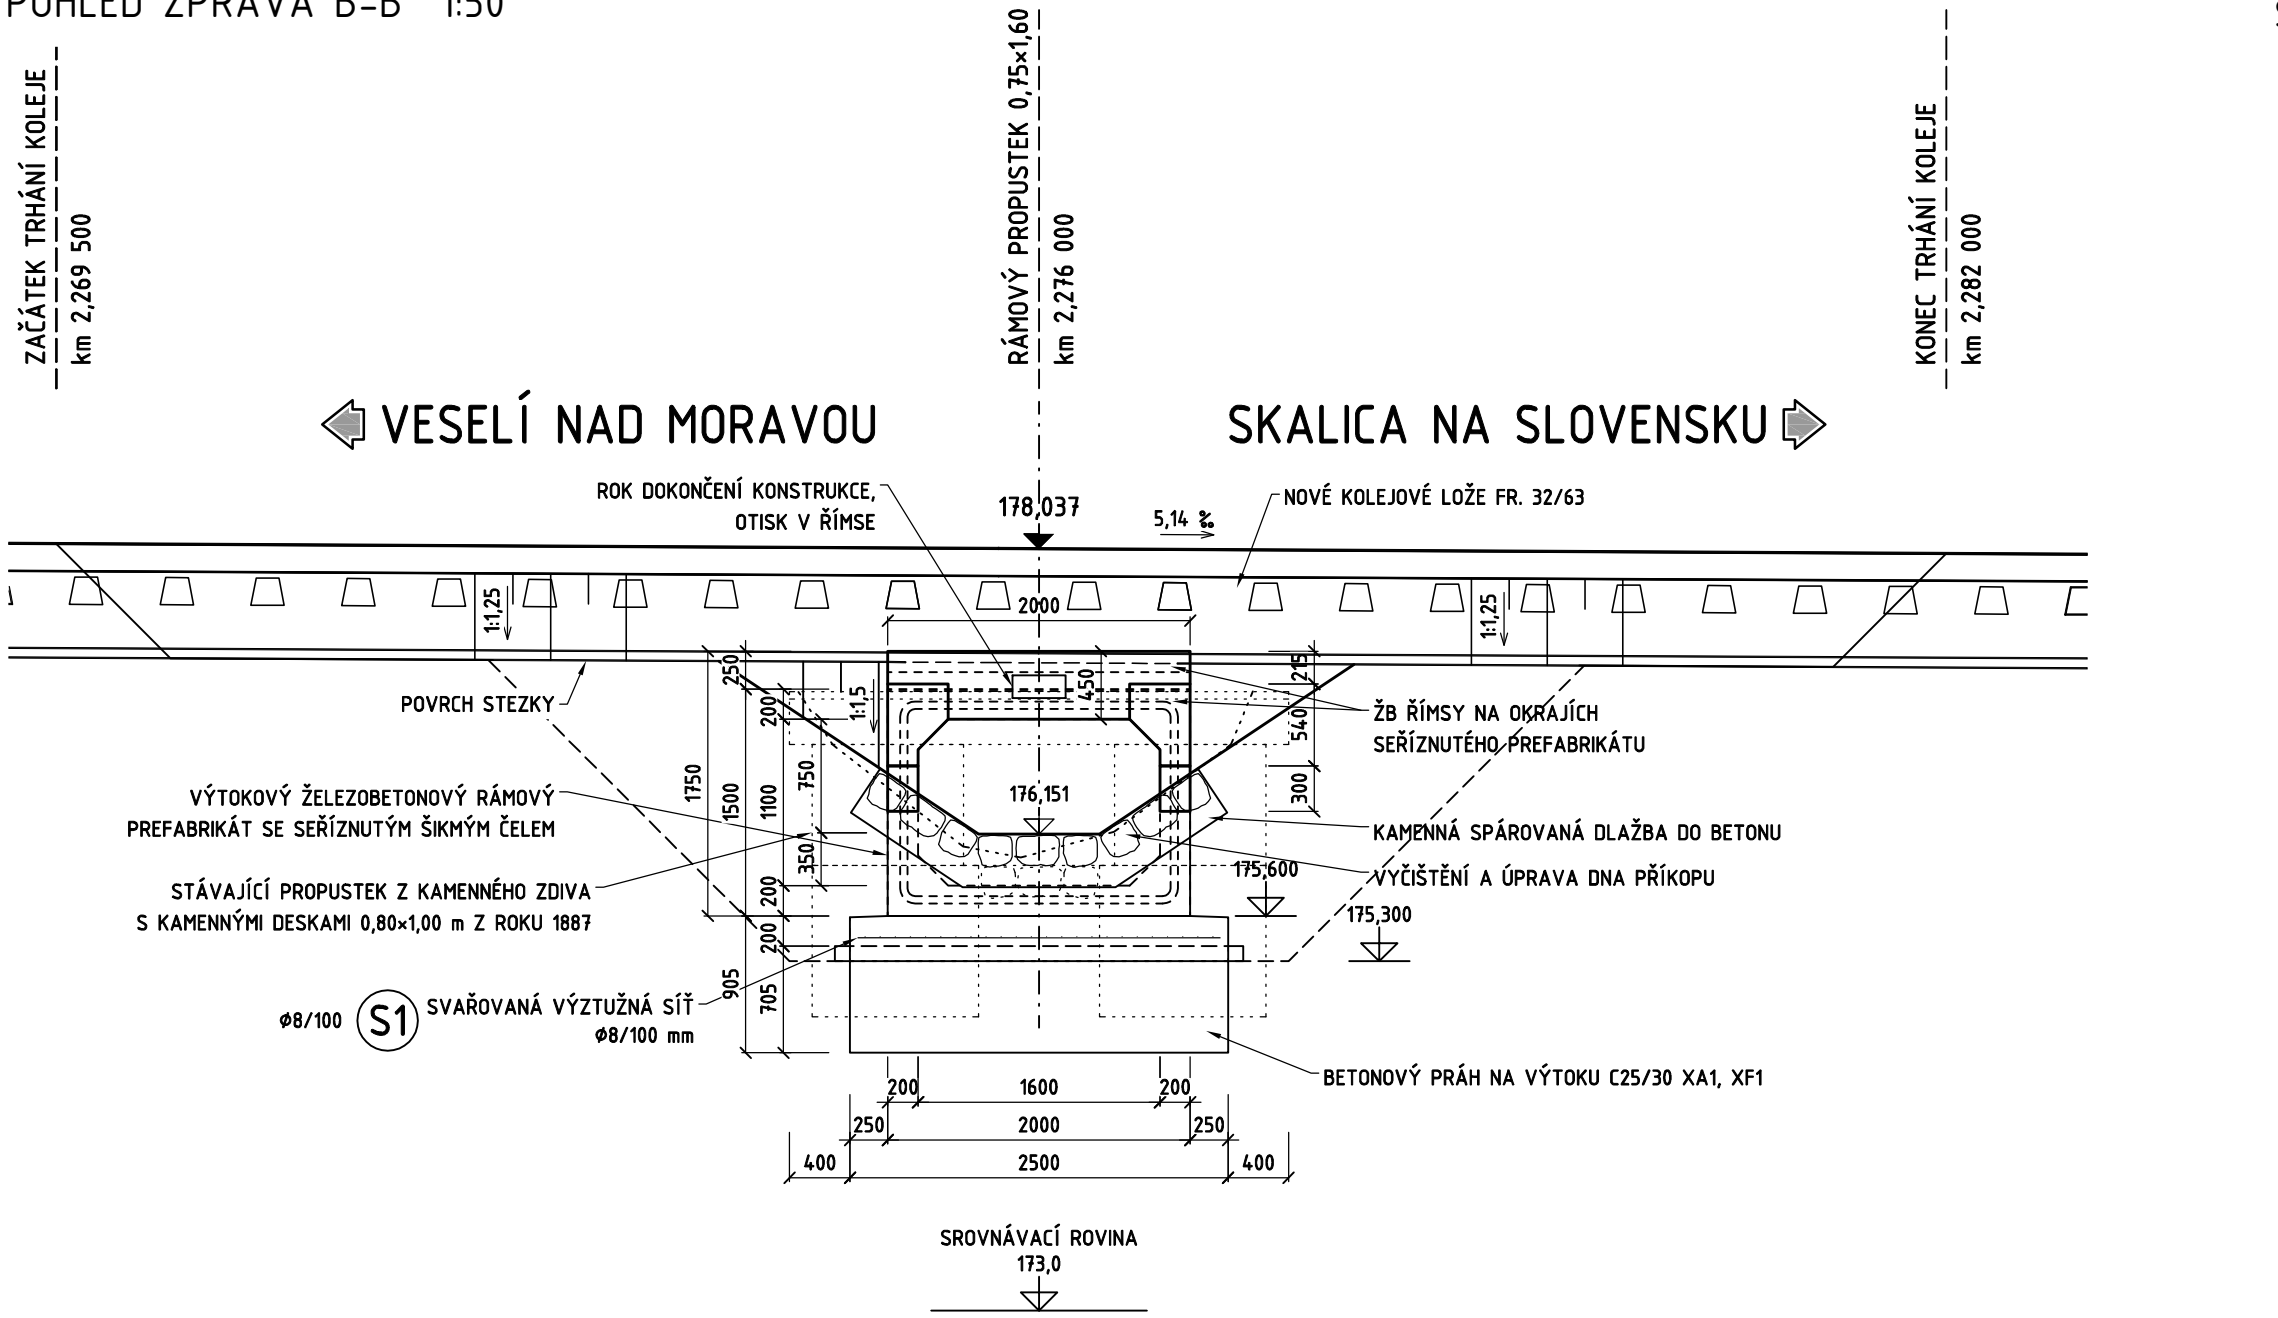 POHLED ZPRAVA B-B 1:50
ZAČÁTEK TRHÁNÍ KOLEJE
km 2,269 500
RÁMOVÝ PROPUSTEK 0,75×1,60
km 2,276 000
KONEC TRHÁNÍ KOLEJE
km 2,282 000
VESELÍ NAD MORAVOU
SKALICA NA SLOVENSKU
ROK DOKONČENÍ KONSTRUKCE,
OTISK V ŘÍMSE
178,037
5,14 ‰
NOVÉ KOLEJOVÉ LOŽE FR. 32/63
1:1,25
2000
1:1,25
POVRCH STEZKY
250
200
1:1,5
450
215
540
300
ŽB ŘÍMSY NA OKRAJÍCH
SEŘÍZNUTÉHO PREFABRIKÁTU
1750
1500
1100
750
350
200
176,151
VÝTOKOVÝ ŽELEZOBETONOVÝ RÁMOVÝ
PREFABRIKÁT SE SEŘÍZNUTÝM ŠIKMÝM ČELEM
KAMENNÁ SPÁROVANÁ DLAŽBA DO BETONU
175,600
VYČIŠTĚNÍ A ÚPRAVA DNA PŘÍKOPU
STÁVAJÍCÍ PROPUSTEK Z KAMENNÉHO ZDIVA
S KAMENNÝMI DESKAMI 0,80×1,00 m Z ROKU 1887
175,300
200
905
705
ϕ8/100
S1
SVAŘOVANÁ VÝZTUŽNÁ SÍŤ
ϕ8/100 mm
BETONOVÝ PRÁH NA VÝTOKU C25/30 XA1, XF1
200 1600 200
250 2000 250
400 2500 400
SROVNÁVACÍ ROVINA
173,0